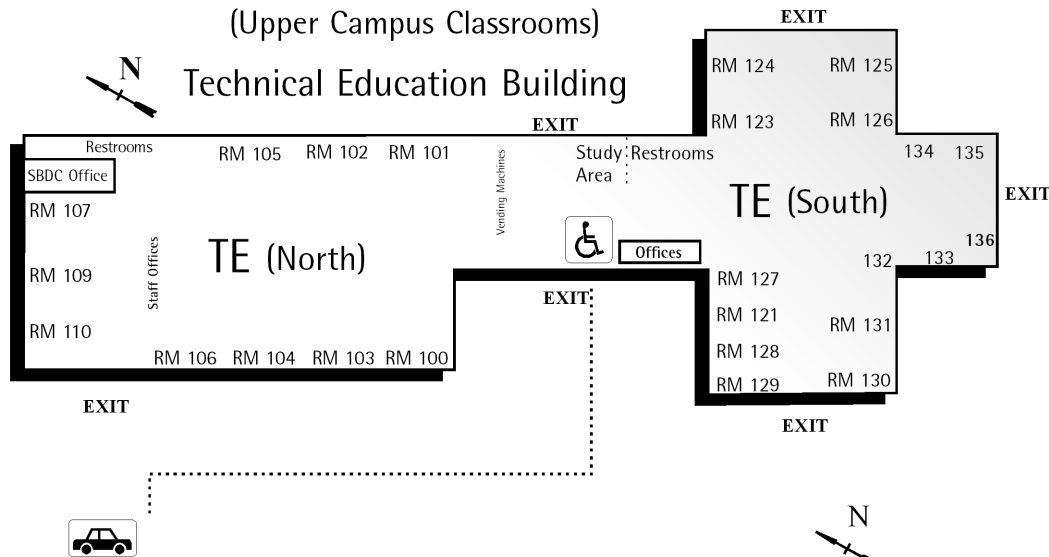 (Upper Campus Classrooms)
Technical Education Building
N
EXIT
RM 124 RM 125
RM 123 RM 126
EXIT
Restrooms
RM 105 RM 102 RM 101
Vending Machines
Study Restrooms
Area
134 135
SBDC Office
RM 107
TE (North)
TE (South)
EXIT
Staff Offices
RM 109
Offices
136
132 133
RM 127
EXIT
RM 121
RM 110
RM 131
RM 128
RM 106 RM 104 RM 103 RM 100
RM 129 RM 130
EXIT
EXIT
N